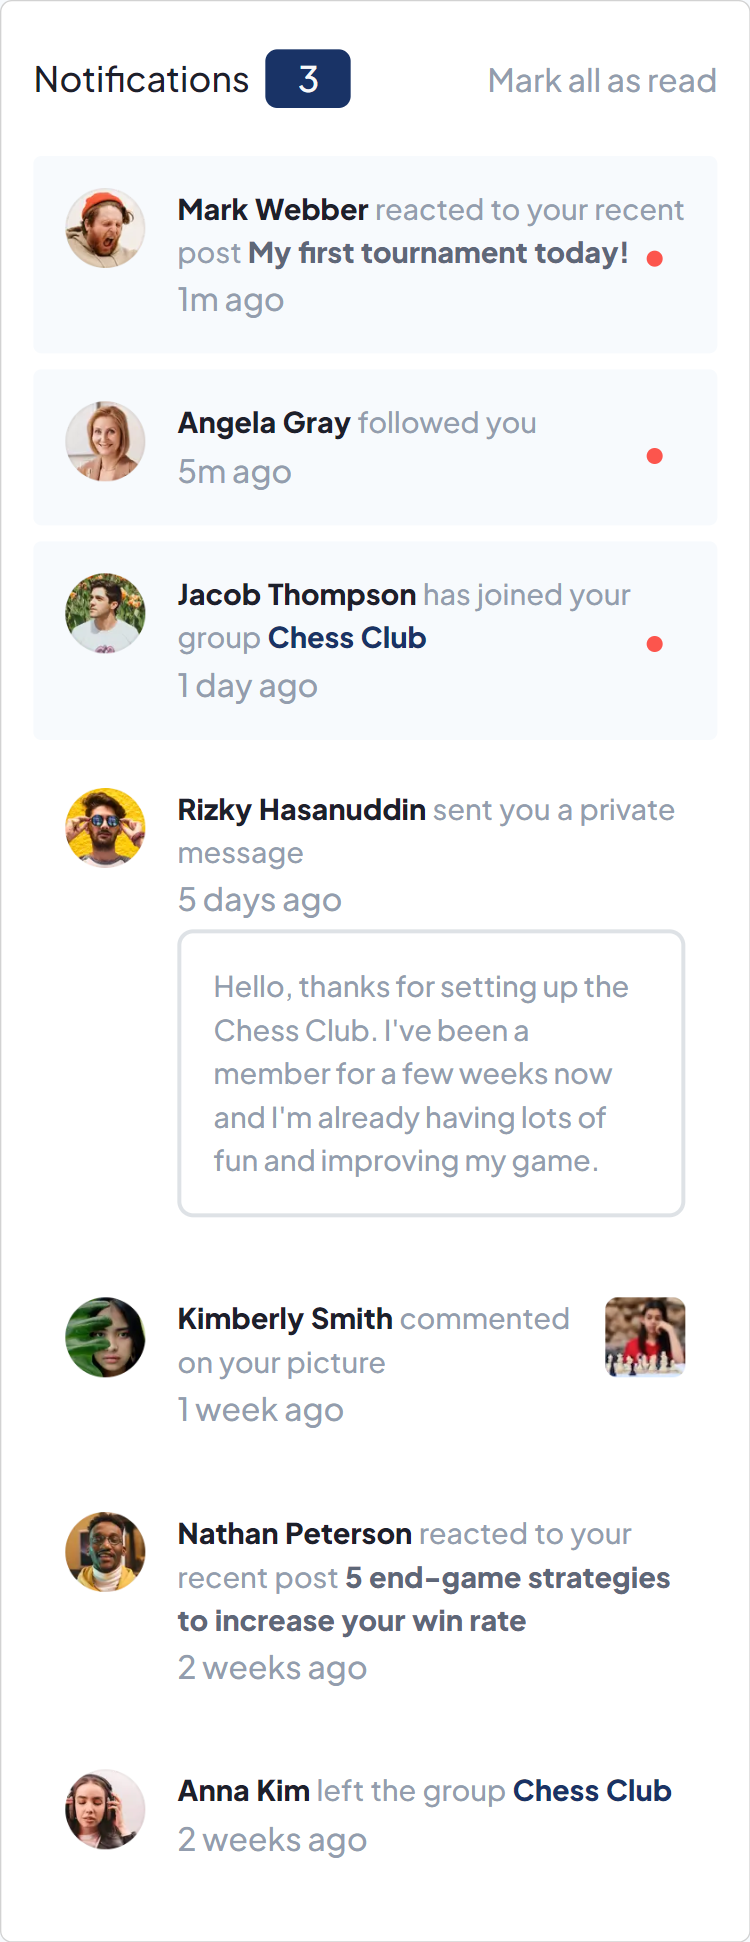 Notifications 3 Mark all as read
Mark Webber reacted to your recent
post My first tournament today!
1m ago
Angela Gray followed you
5m ago
Jacob Thompson has joined your
group Chess Club
1 day ago
Rizky Hasanuddin sent you a private
message
5 days ago
Hello, thanks for setting up the
Chess Club. I've been a
member for a few weeks now
and I'm already having lots of
fun and improving my game.
Kimberly Smith commented
on your picture
1 week ago
Nathan Peterson reacted to your
recent post 5 end-game strategies
to increase your win rate
2 weeks ago
Anna Kim left the group Chess Club
2 weeks ago